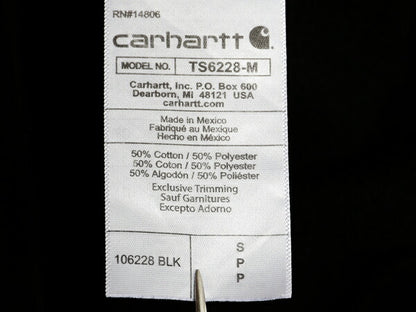 RN#14806
carhartt
MODEL NO. TS6228-M
Carhartt, Inc. P.O. Box 600
Dearborn, MI 48121 USA
carhartt.com
Made in Mexico
Fabriqué au Mexique
Hecho en México
50% Cotton / 50% Polyester
50% Coton / 50% Polyester
50% Algodón / 50% Poliéster
Exclusive Trimming
Sauf Garnitures
Excepto Adorno
106228 BLK
S
P
P